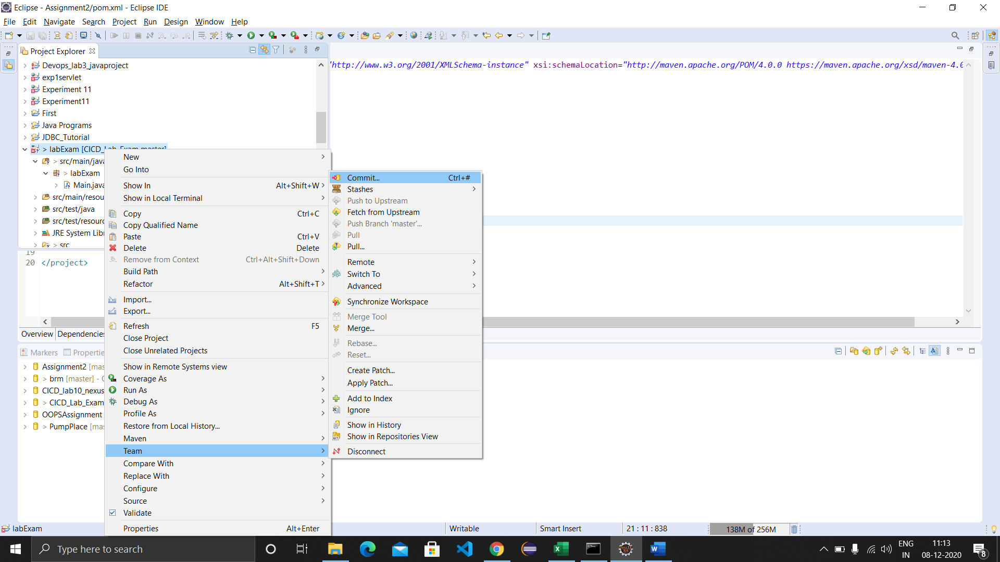 Eclipse - Assignment2/pom.xml - Eclipse IDE
File Edit Navigate Search Project Run Design Window Help
Project Explorer
Devops_lab3_javaproject
exp1servlet
Experiment 11
Experiment11
First
Java Programs
JDBC_Tutorial
> labExam [CICD_Lab_Exam master]
> src/main/java
> labExam
Main.java
src/main/resou
src/test/java
src/test/resourc
JRE System Libr
> src
"http://www.w3.org/2001/XMLSchema-instance" xsi:schemaLocation="http://maven.apache.org/POM/4.0.0 https://maven.apache.org/xsd/maven-4.0
19
20 </project>
Overview Dependencies
New
Go Into
Show In Alt+Shift+W
Show in Local Terminal
Copy Ctrl+C
Copy Qualified Name
Paste Ctrl+V
Delete Delete
Remove from Context Ctrl+Alt+Shift+Down
Build Path
Refactor Alt+Shift+T
Import...
Export...
Refresh F5
Close Project
Close Unrelated Projects
Show in Remote Systems view
Coverage As
Run As
Debug As
Profile As
Restore from Local History...
Maven
Team
Compare With
Replace With
Configure
Source
Validate
Properties Alt+Enter
Commit... Ctrl+#
Stashes
Push to Upstream
Fetch from Upstream
Push Branch 'master'...
Pull
Pull...
Remote
Switch To
Advanced
Synchronize Workspace
Merge Tool
Merge...
Rebase...
Reset...
Create Patch...
Apply Patch...
Add to Index
Ignore
Show in History
Show in Repositories View
Disconnect
Markers Propertie
Assignment2 [mas
> brm [master] - C
CICD_lab10_nexus
> CICD_Lab_Exam
OOPSAssignment
> PumpPlace [mas
labExam
Writable
Smart Insert
21 : 11 : 838
138M of 256M
Type here to search
ENG
IN
11:13
08-12-2020
8